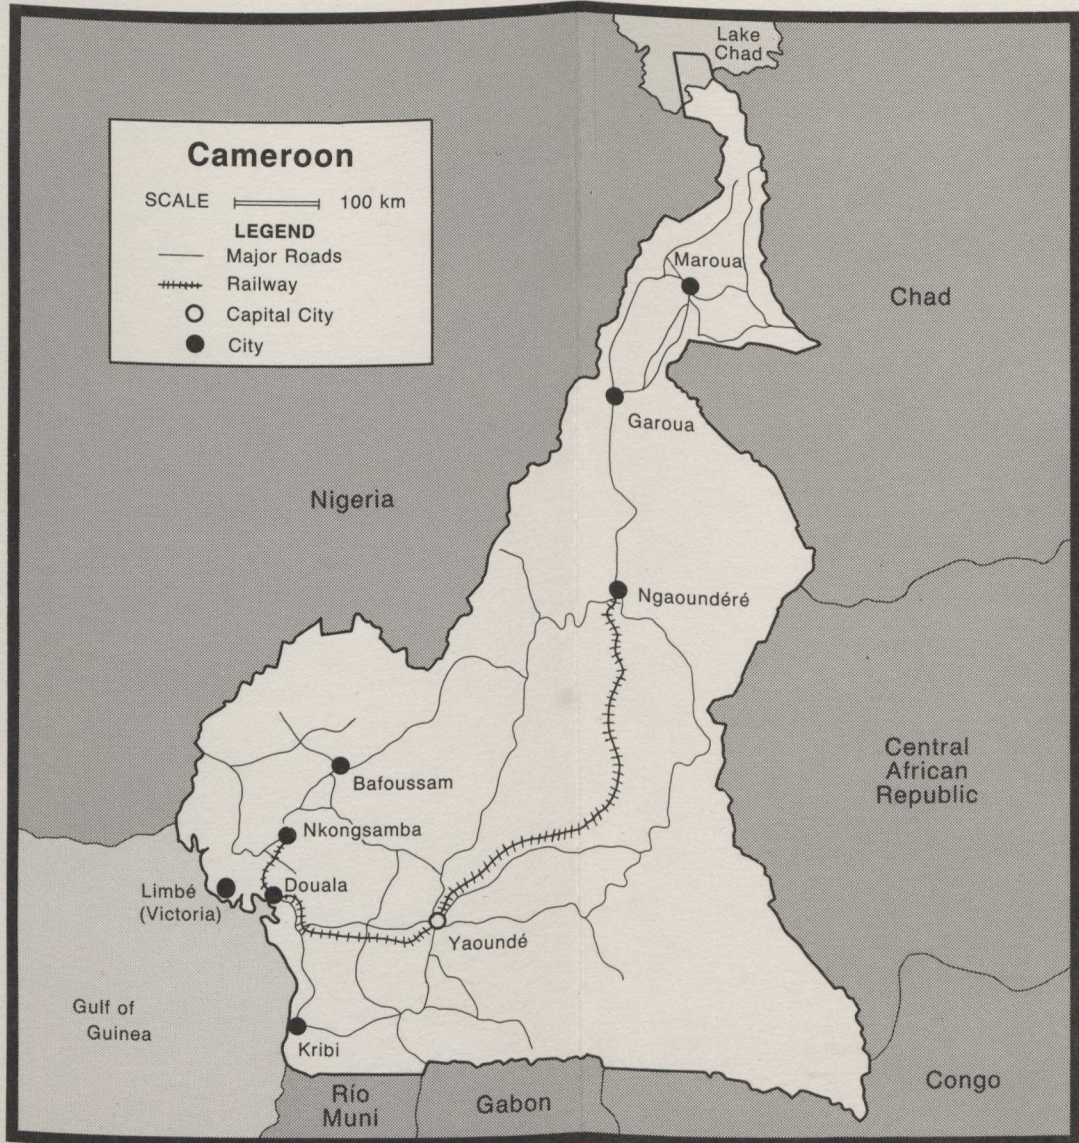 Lake
Chad
Cameroon
SCALE 100 km
LEGEND
Major Roads
Railway
Capital City
City
Maroua
Chad
Garoua
Nigeria
Ngaoundéré
Central
African
Republic
Bafoussam
Nkongsamba
Douala
Limbé
(Victoria)
Yaoundé
Gulf of
Guinea
Kribi
Río
Muni
Gabon
Congo